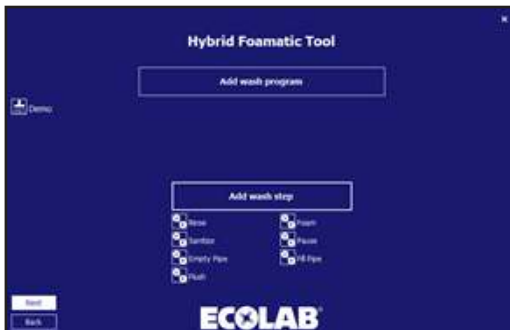 Hybrid Foamatic Tool
Add wash program
Demo
Add wash step
Rinse
Foam
Sanitize
Pause
Empty Pipe
Fill Pipe
Flush
Next
Back
ECOLAB